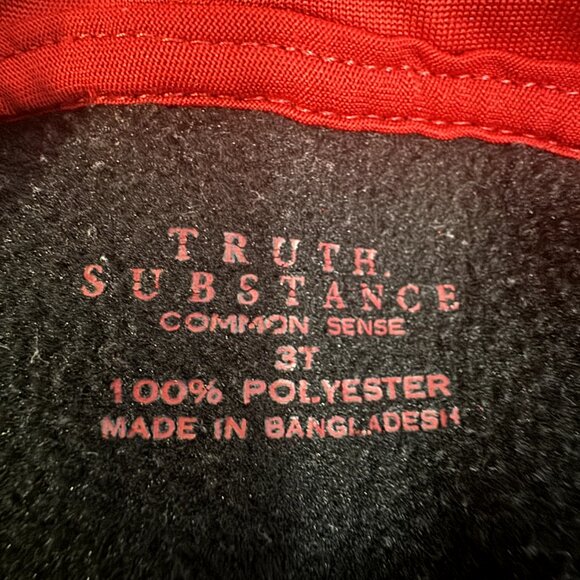 TRUTH.
SUBSTANCE
COMMON SENSE
3T
100% POLYESTER
MADE IN BANGLADESH